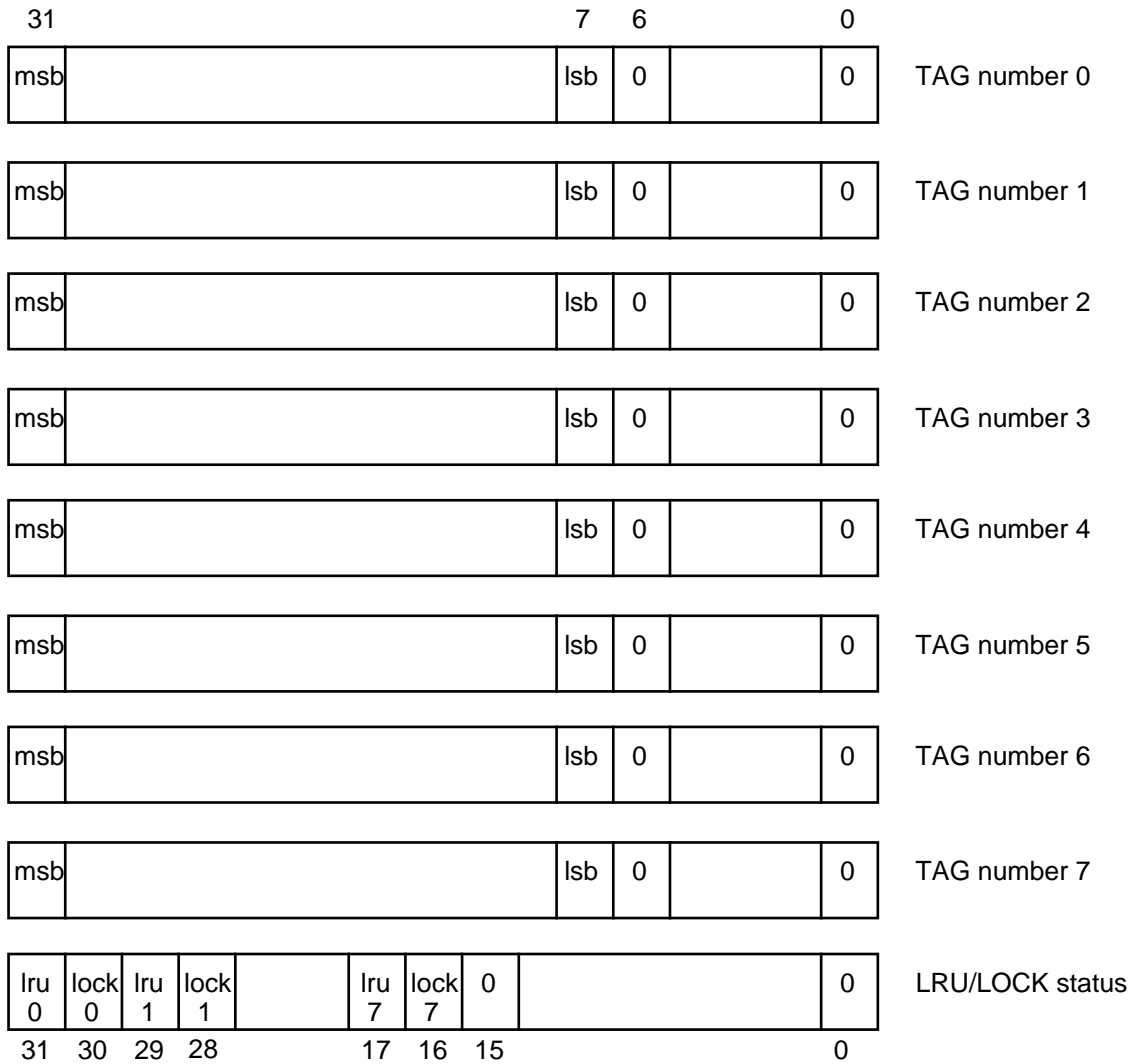 31 7 6 0
msb lsb 0 0 TAG number 0
msb lsb 0 0 TAG number 1
msb lsb 0 0 TAG number 2
msb lsb 0 0 TAG number 3
msb lsb 0 0 TAG number 4
msb lsb 0 0 TAG number 5
msb lsb 0 0 TAG number 6
msb lsb 0 0 TAG number 7
lru lock lru lock lru lock 0 0 LRU/LOCK status
0 0 1 1 7 7
31 30 29 28 17 16 15 0